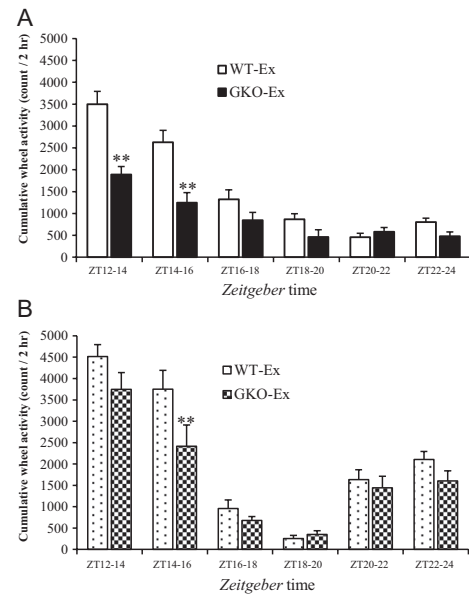 A
Cumulative wheel activity (count / 2 hr)
5000
4500
4000
3500
3000
2500
2000
1500
1000
500
0
WT-Ex
GKO-Ex
**
**
ZT12-14 ZT14-16 ZT16-18 ZT18-20 ZT20-22 ZT22-24
Zeitgeber time
B
Cumulative wheel activity (count / 2 hr)
5000
4500
4000
3500
3000
2500
2000
1500
1000
500
0
WT-Ex
GKO-Ex
**
ZT12-14 ZT14-16 ZT16-18 ZT18-20 ZT20-22 ZT22-24
Zeitgeber time